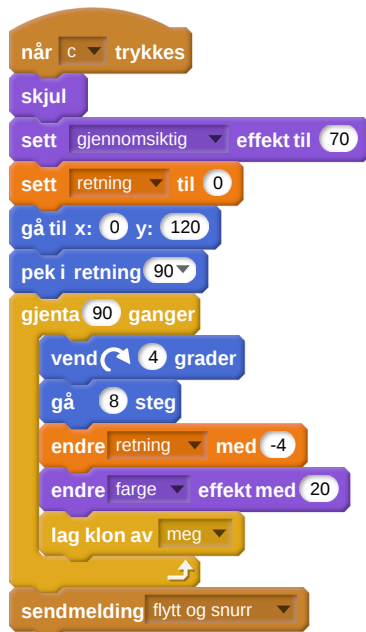 når c trykkes
skjul
sett gjennomsiktig effekt til 70
sett retning til 0
gå til x: 0 y: 120
pek i retning 90
gjenta 90 ganger
vend 4 grader
gå 8 steg
endre retning med -4
endre farge effekt med 20
lag klon av meg
sendmelding flytt og snurr